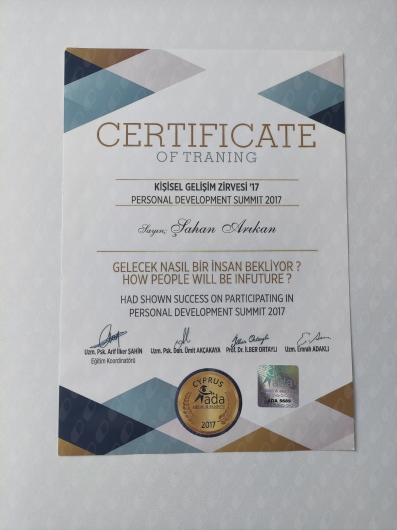 CERTIFICATE
OF TRANING
KİŞİSEL GELİŞİM ZİRVESİ '17
PERSONAL DEVELOPMENT SUMMIT 2017
Sayın; Şahan Arıkan
GELECEK NASIL BİR İNSAN BEKLİYOR ?
HOW PEOPLE WILL BE INFUTURE ?
HAD SHOWN SUCCESS ON PARTICIPATING IN
PERSONAL DEVELOPMENT SUMMIT 2017
Uzm. Psk. Arif İlker ŞAHİN
Eğitim Koordinatörü
Uzm. Psk. Dan. Ümit AKÇAKAYA
Prof. Dr. İLBER ORTAYLI
Uzm. Emrah ADAKLI
CYPRUS
ada
2017
ada
ADA 5689